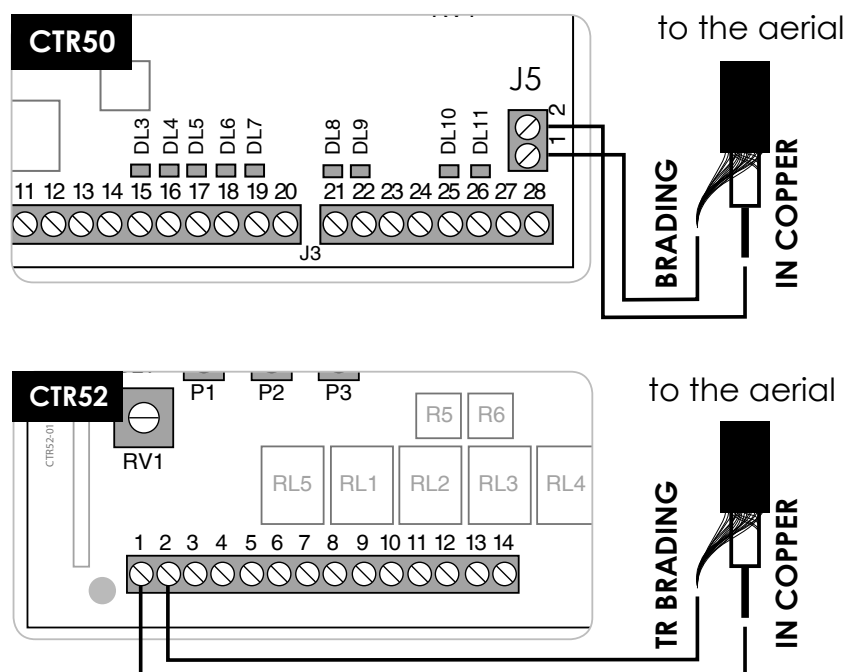 CTR50
to the aerial
J5
2
1
DL3
DL4
DL5
DL6
DL7
DL8
DL9
DL10
DL11
11 12 13 14 15 16 17 18 19 20
21 22 23 24 25 26 27 28
J3
BRADING
IN COPPER
CTR52
to the aerial
P1
P2
P3
CTR52-01
RV1
R5
R6
RL5
RL1
RL2
RL3
RL4
1 2 3 4 5 6 7 8 9 10 11 12 13 14
TR BRADING
IN COPPER